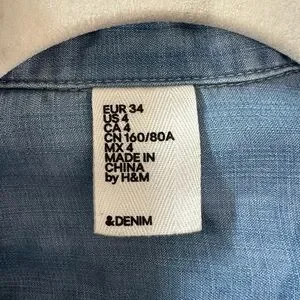 EUR 34
US 4
CA 4
CN 160/80A
MX 4
MADE IN
CHINA
by H&M
&DENIM